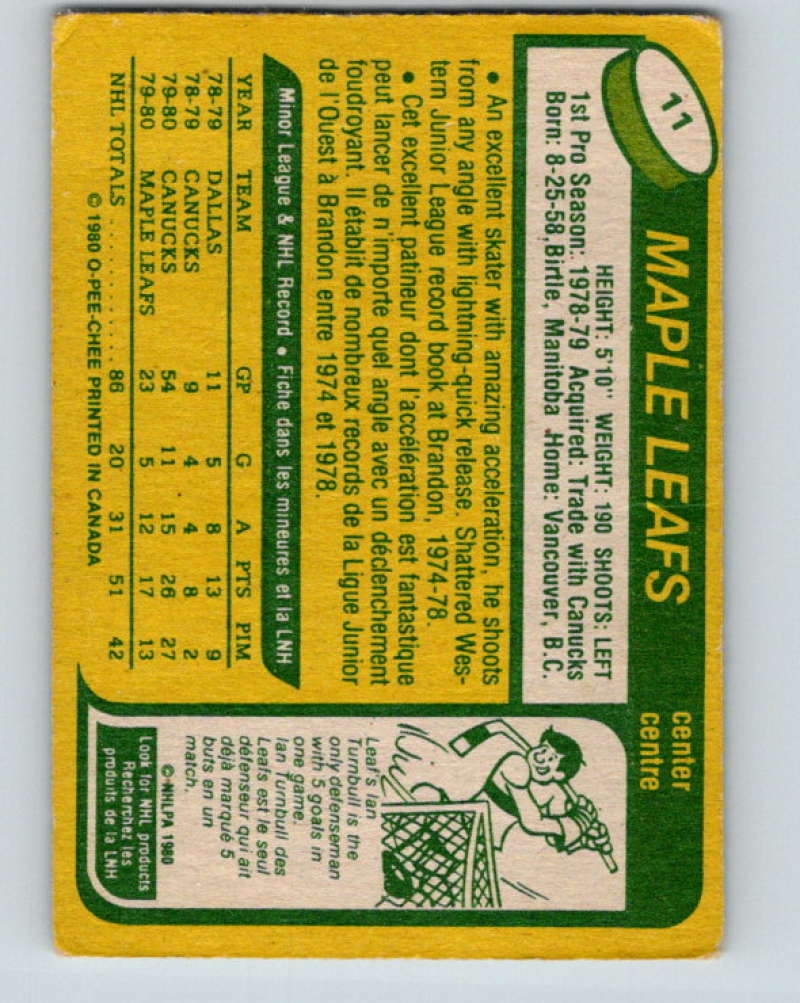 11
MAPLE LEAFS
center
centre
HEIGHT: 5'10" WEIGHT: 190 SHOOTS: LEFT
1st Pro Season: 1978-79 Acquired: Trade with Canucks
Born: 8-25-58, Birtle, Manitoba Home: Vancouver, B.C.
• An excellent skater with amazing acceleration, he shoots
from any angle with lightning-quick release. Shattered Wes-
tern Junior League record book at Brandon, 1974-78.
• Cet excellent patineur dont l'accélération est fantastique
peut lancer de n'importe quel angle avec un déclenchement
foudroyant. Il établit de nombreux records de la Ligue Junior
de l'Ouest à Brandon entre 1974 et 1978.
Minor League & NHL Record • Fiche dans les mineures et la LNH
YEAR TEAM GP G A PTS PIM
78-79 DALLAS 11 5 8 13 9
78-79 CANUCKS 9 4 4 8 2
79-80 CANUCKS 54 11 15 26 27
79-80 MAPLE LEAFS 23 5 12 17 13
NHL TOTALS .......... 86 20 31 51 42
© 1980 O-PEE-CHEE PRINTED IN CANADA
Leaf's Ian
Turnbull is the
only defenseman
with 5 goals in
one game.
Ian Turnbull des
Leafs est le seul
défenseur qui ait
déjà marqué 5
buts en un
match.
© NHLPA 1980
Look for NHL products
Recherchez les
produits de la LNH